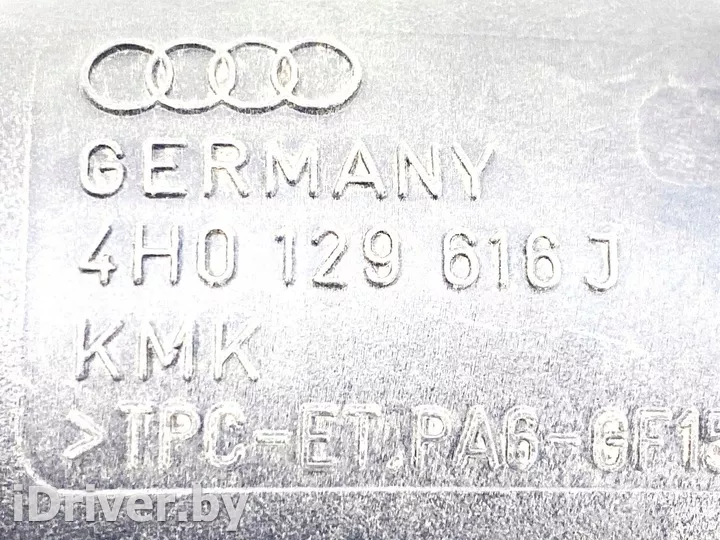 GERMANY
4H0 129 616 J
KMK
>TPC-ET,PA6-GF15
iDriver.by